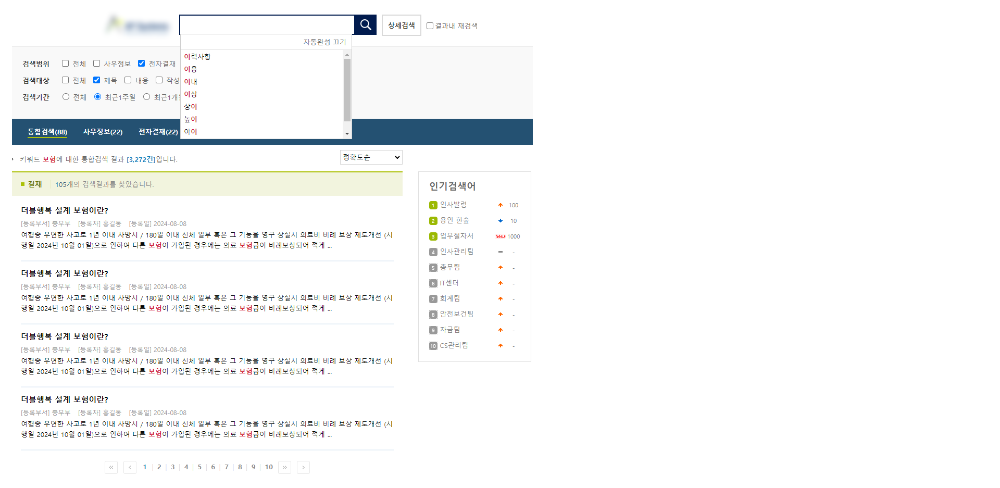 상세검색 결과내 재검색
자동완성 끄기
이력사항
이용
이내
이상
상이
높이
아이
검색범위 전체 사우정보 전자결재
검색대상 전체 제목 내용 작성
검색기간 전체 최근1주일 최근1개월
통합검색(88) 사우정보(22) 전자결재(22)
키워드 보험에 대한 통합검색 결과 [3,272건]입니다.
정확도순
결재 105개의 검색결과를 찾았습니다.
더블행복 설계 보험이란?
[등록부서] 총무부 [등록자] 홍길동 [등록일] 2024-08-08
여행중 우연한 사고로 1년 이내 사망시 / 180일 이내 신체 일부 혹은 그 기능을 영구 상실시 의료비 비례 보상 제도개선 (시
행일 2024년 10월 01일)으로 인하여 다른 보험이 가입된 경우에는 의료 보험금이 비례보상되어 적게 ...
더블행복 설계 보험이란?
[등록부서] 총무부 [등록자] 홍길동 [등록일] 2024-08-08
여행중 우연한 사고로 1년 이내 사망시 / 180일 이내 신체 일부 혹은 그 기능을 영구 상실시 의료비 비례 보상 제도개선 (시
행일 2024년 10월 01일)으로 인하여 다른 보험이 가입된 경우에는 의료 보험금이 비례보상되어 적게 ...
더블행복 설계 보험이란?
[등록부서] 총무부 [등록자] 홍길동 [등록일] 2024-08-08
여행중 우연한 사고로 1년 이내 사망시 / 180일 이내 신체 일부 혹은 그 기능을 영구 상실시 의료비 비례 보상 제도개선 (시
행일 2024년 10월 01일)으로 인하여 다른 보험이 가입된 경우에는 의료 보험금이 비례보상되어 적게 ...
더블행복 설계 보험이란?
[등록부서] 총무부 [등록자] 홍길동 [등록일] 2024-08-08
여행중 우연한 사고로 1년 이내 사망시 / 180일 이내 신체 일부 혹은 그 기능을 영구 상실시 의료비 비례 보상 제도개선 (시
행일 2024년 10월 01일)으로 인하여 다른 보험이 가입된 경우에는 의료 보험금이 비례보상되어 적게 ...
« ‹ 1 | 2 | 3 | 4 | 5 | 6 | 7 | 8 | 9 | 10 » ›
인기검색어
1 인사발령 100
2 용인 한숲 10
3 업무절차서 new 1000
4 인사관리팀 -
5 총무팀 -
6 IT센터 -
7 회계팀 -
8 안전보건팀 -
9 자금팀 -
10 CS관리팀 -